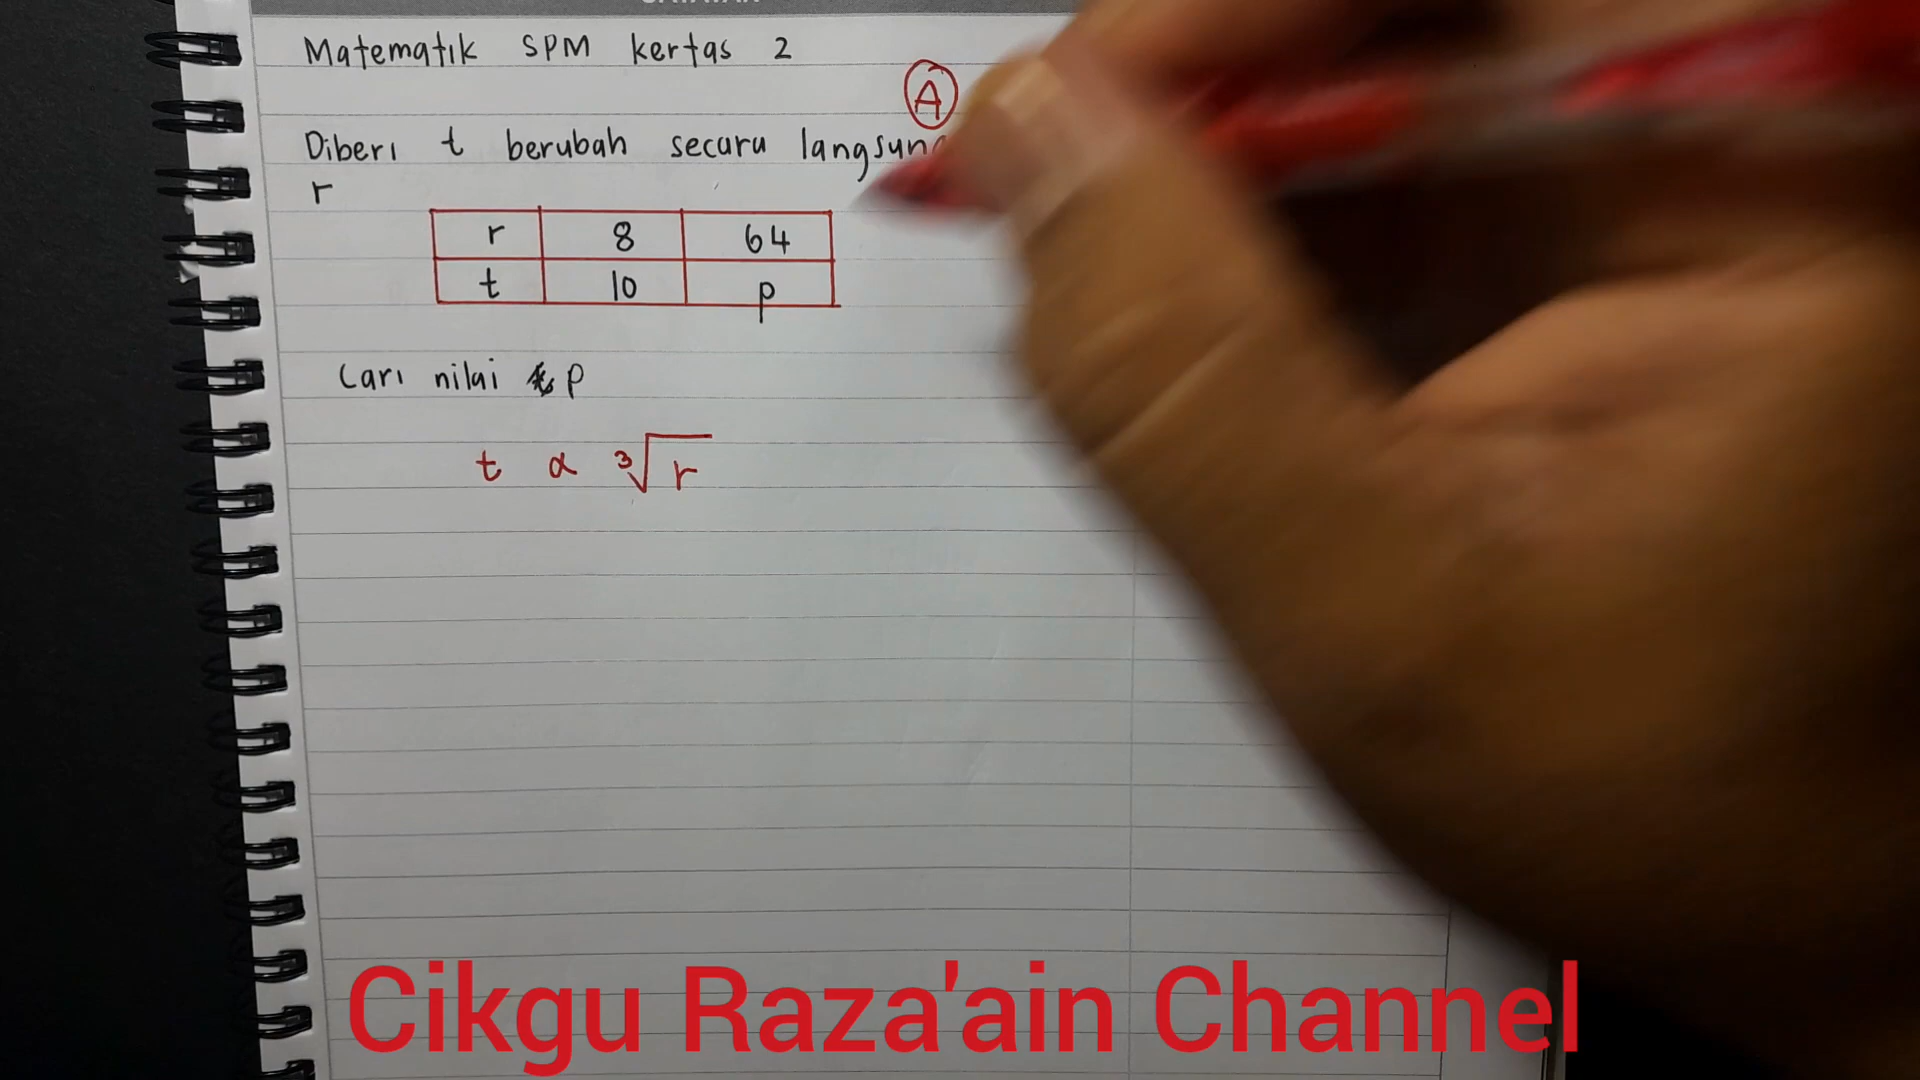 Matematik SPM kertas 2
A
Diberi t berubah secara langsung
r
r 8 64
t 10 p
Cari nilai p
t ∝ ³√r
Cikgu Raza'ain Channel